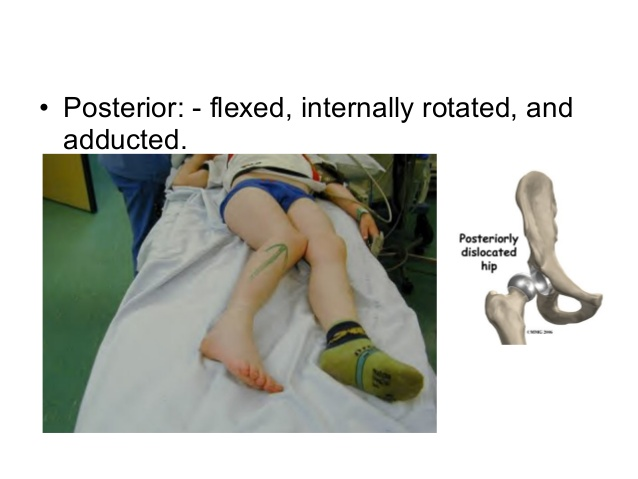 • Posterior: - flexed, internally rotated, and
adducted.
Posteriorly
dislocated
hip